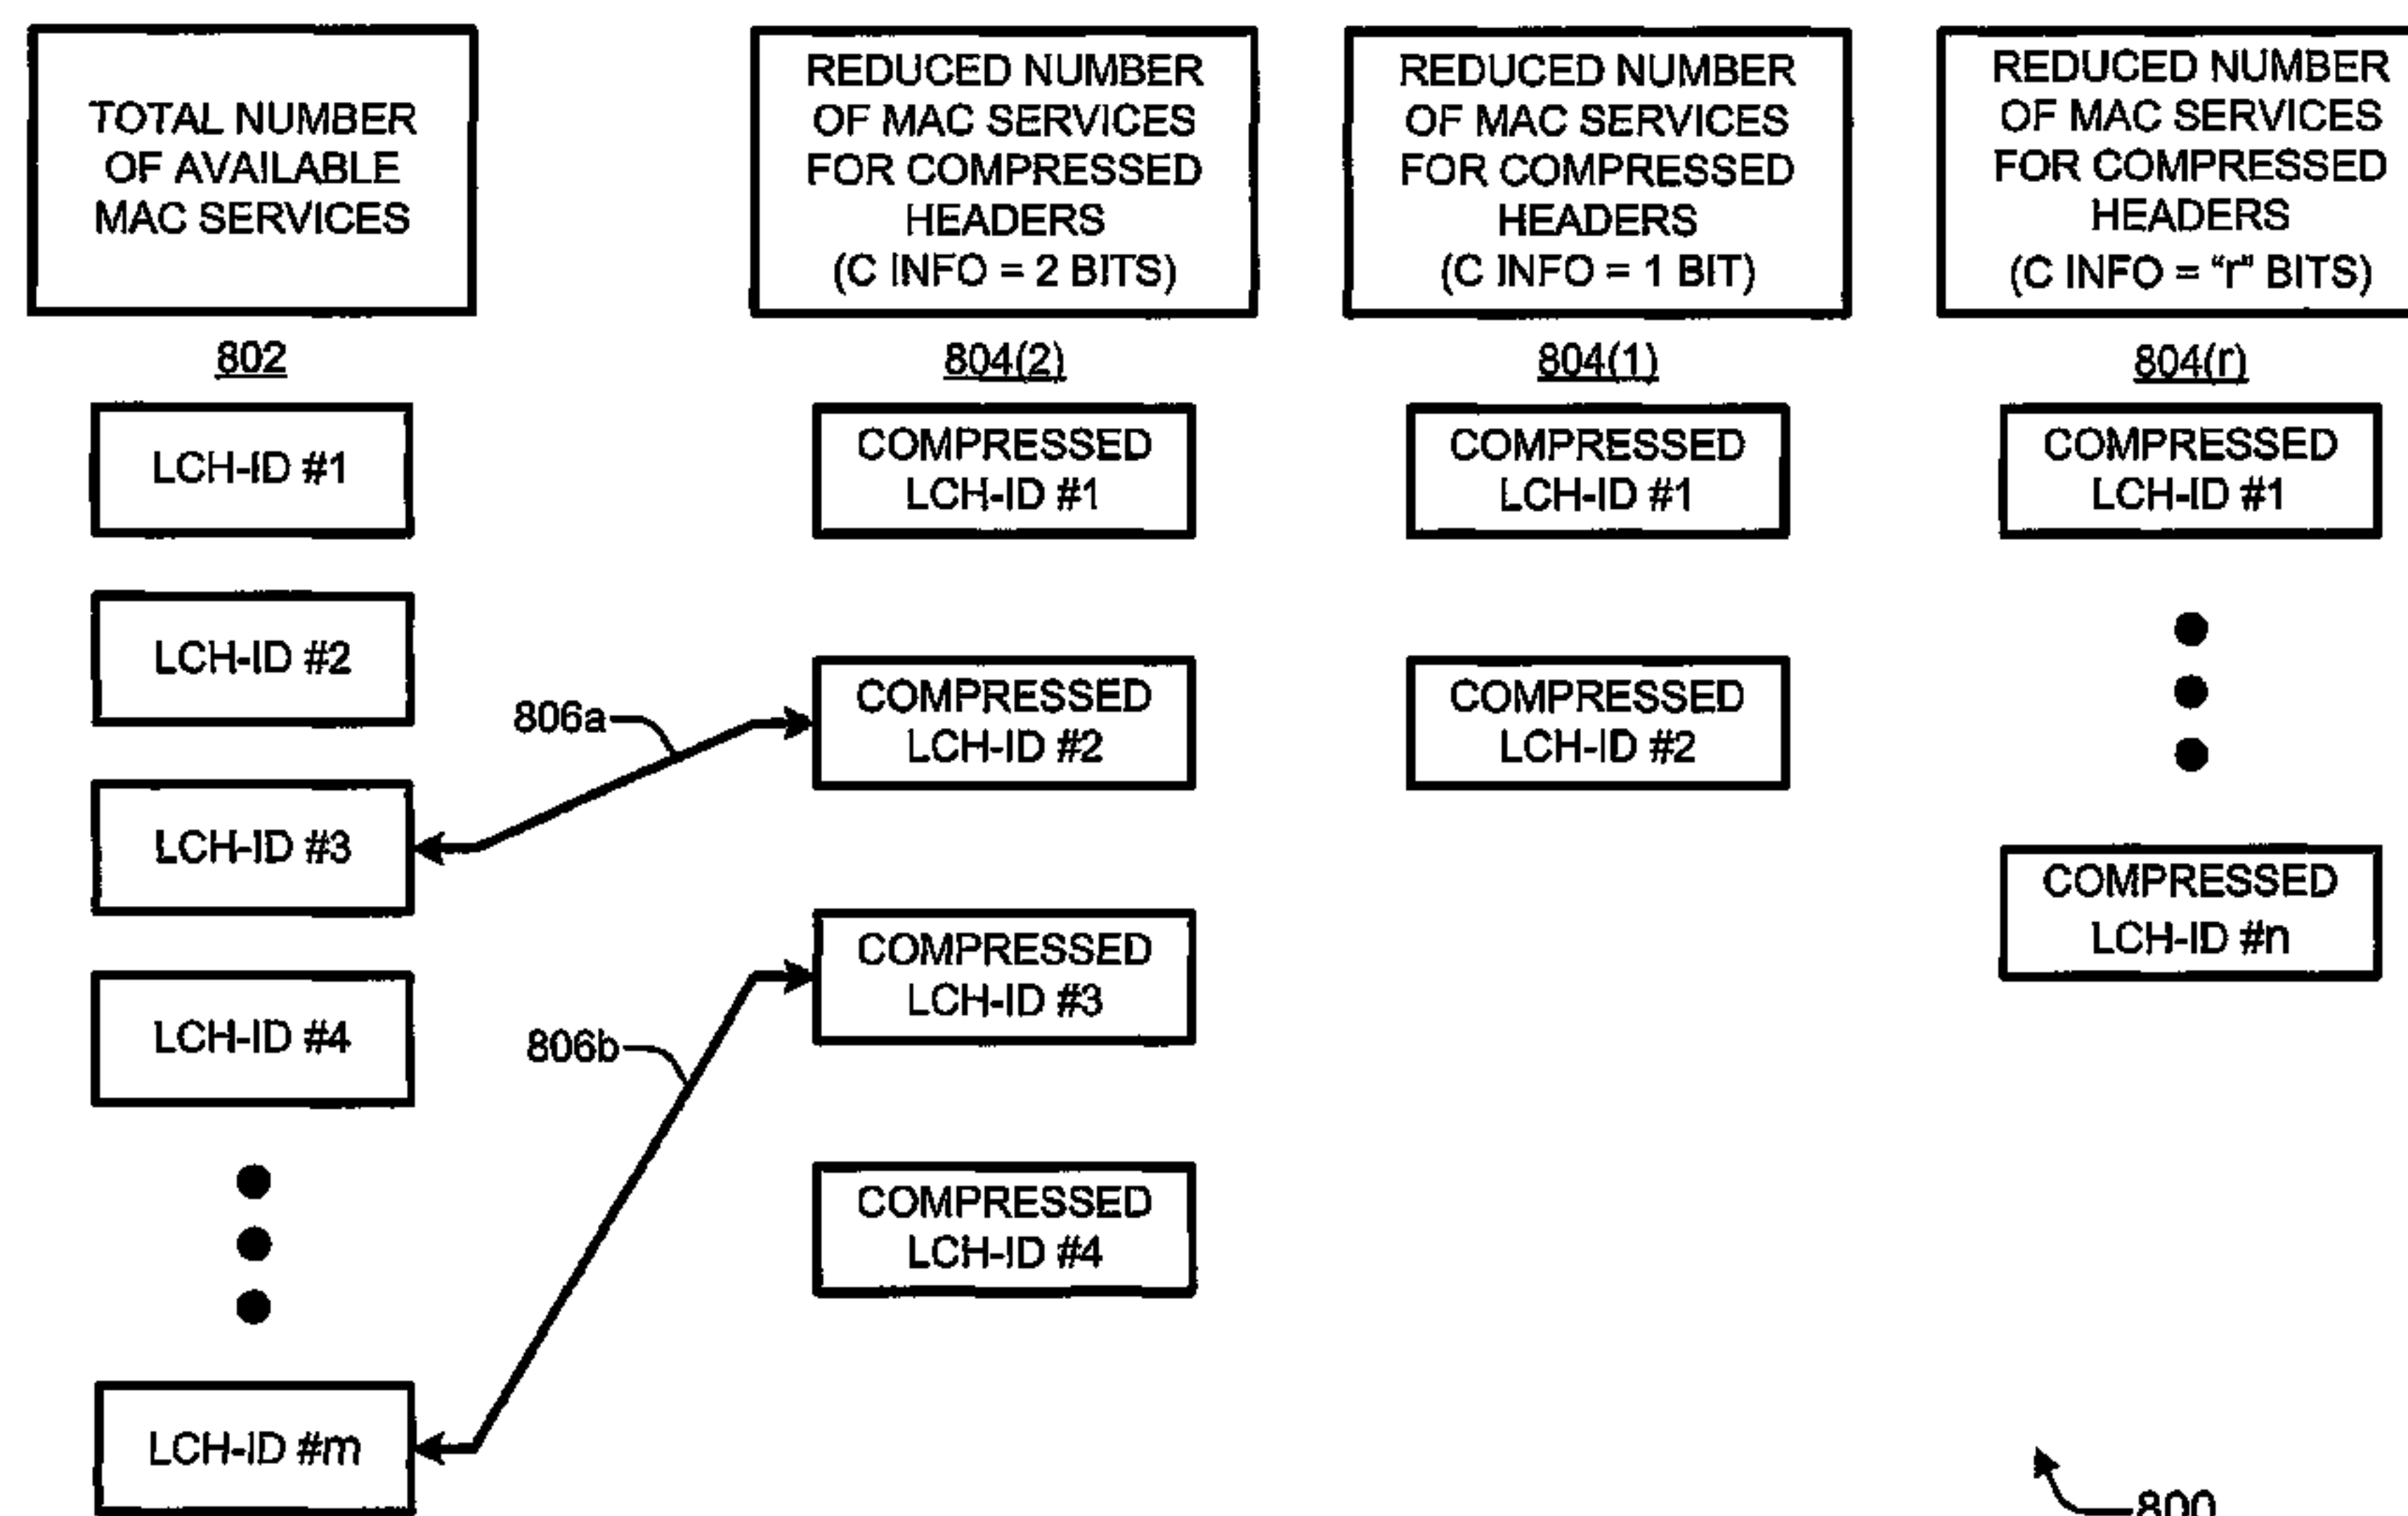 TOTAL NUMBER
OF AVAILABLE
MAC SERVICES
802
LCH-ID #1
LCH-ID #2
LCH-ID #3
LCH-ID #4
LCH-ID #m
806a
806b
REDUCED NUMBER
OF MAC SERVICES
FOR COMPRESSED
HEADERS
(C INFO = 2 BITS)
804(2)
COMPRESSED
LCH-ID #1
COMPRESSED
LCH-ID #2
COMPRESSED
LCH-ID #3
COMPRESSED
LCH-ID #4
REDUCED NUMBER
OF MAC SERVICES
FOR COMPRESSED
HEADERS
(C INFO = 1 BIT)
804(1)
COMPRESSED
LCH-ID #1
COMPRESSED
LCH-ID #2
REDUCED NUMBER
OF MAC SERVICES
FOR COMPRESSED
HEADERS
(C INFO = “r” BITS)
804(r)
COMPRESSED
LCH-ID #1
COMPRESSED
LCH-ID #n
800